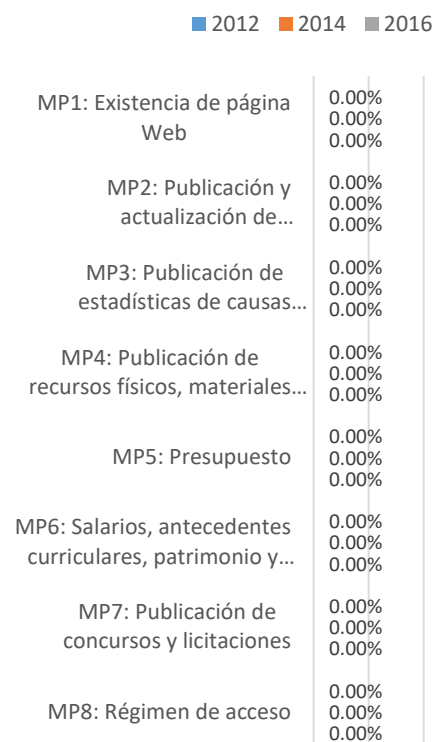 2012 2014 2016
MP1: Existencia de página
Web
0.00%
0.00%
0.00%
MP2: Publicación y
actualización de...
0.00%
0.00%
0.00%
MP3: Publicación de
estadísticas de causas...
0.00%
0.00%
0.00%
MP4: Publicación de
recursos físicos, materiales...
0.00%
0.00%
0.00%
MP5: Presupuesto
0.00%
0.00%
0.00%
MP6: Salarios, antecedentes
curriculares, patrimonio y...
0.00%
0.00%
0.00%
MP7: Publicación de
concursos y licitaciones
0.00%
0.00%
0.00%
MP8: Régimen de acceso
0.00%
0.00%
0.00%